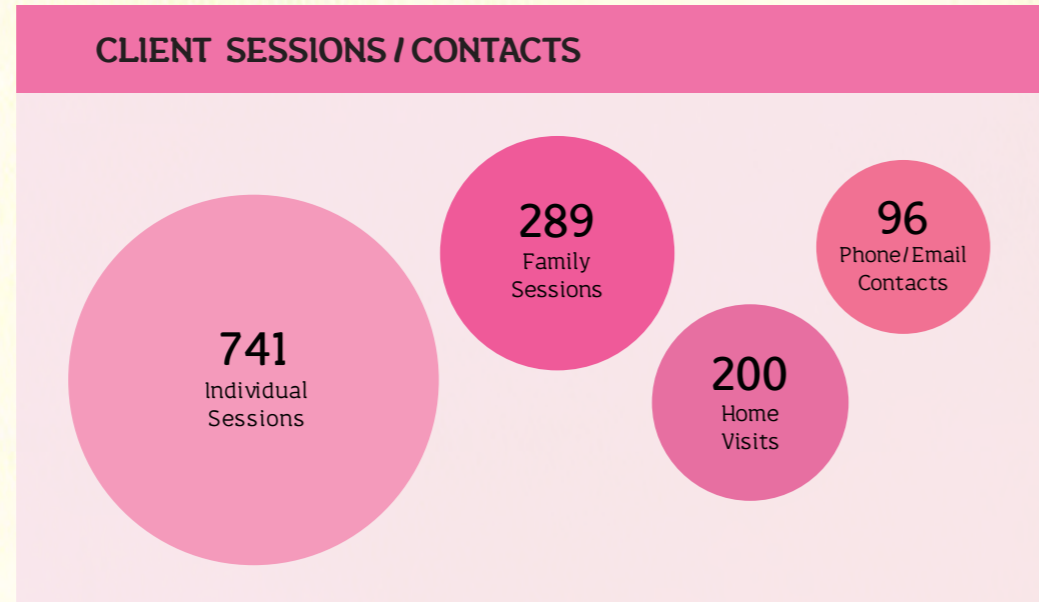 CLIENT SESSIONS / CONTACTS
741
Individual
Sessions
289
Family
Sessions
200
Home
Visits
96
Phone/Email
Contacts